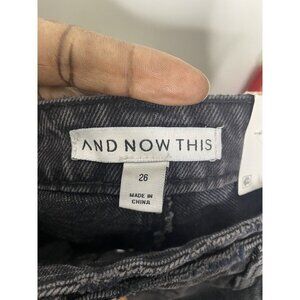 AND NOW THIS
26
MADE IN
CHINA